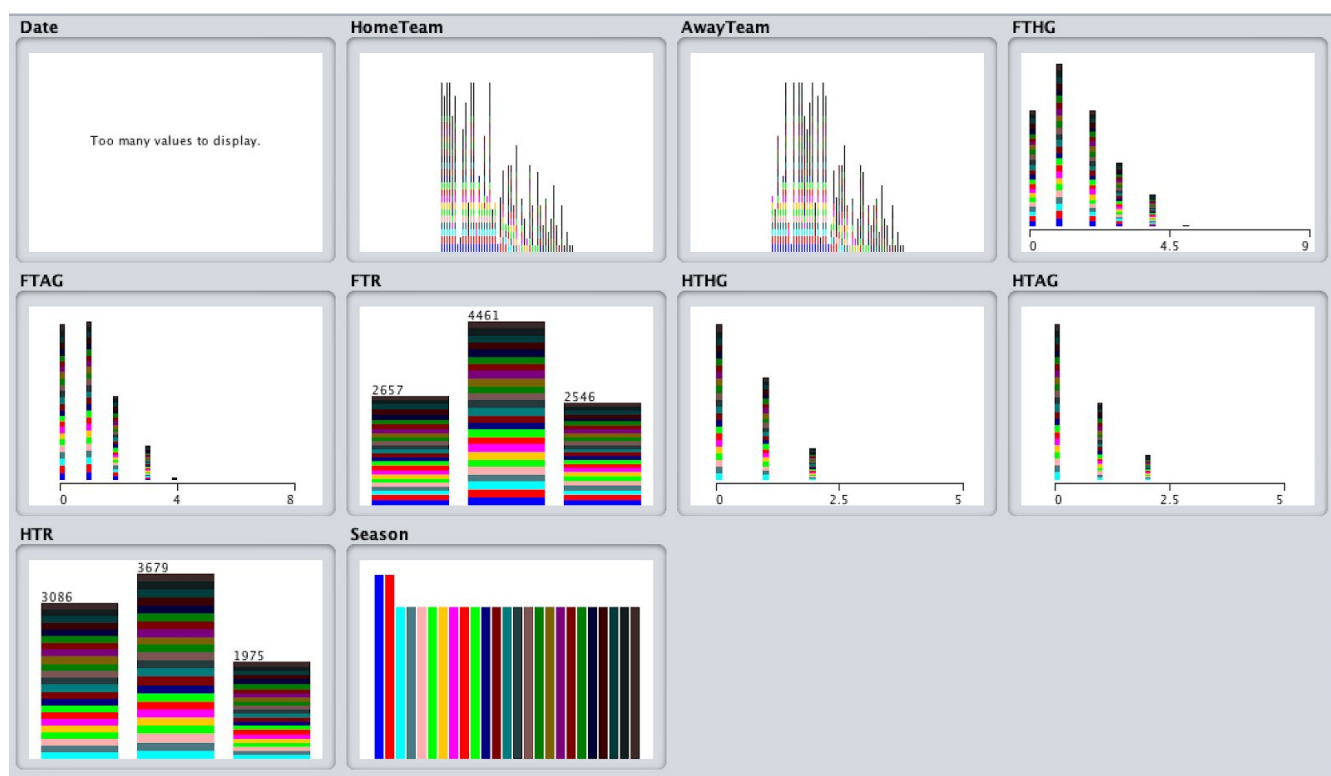 Date
HomeTeam
AwayTeam
FTHG
Too many values to display.
0
4.5
9
FTAG
FTR
HTHG
HTAG
0
4
8
2657
4461
2546
0
2.5
5
0
2.5
5
HTR
Season
3086
3679
1975